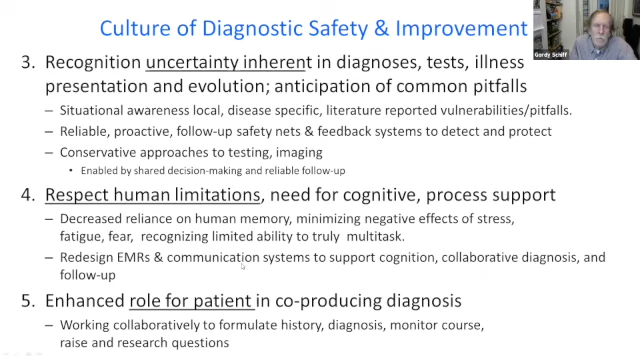 Culture of Diagnostic Safety & Improvement
Gordy Schiff
3. Recognition uncertainty inherent in diagnoses, tests, illness
presentation and evolution; anticipation of common pitfalls
– Situational awareness local, disease specific, literature reported vulnerabilities/pitfalls.
– Reliable, proactive, follow-up safety nets & feedback systems to detect and protect
– Conservative approaches to testing, imaging
• Enabled by shared decision-making and reliable follow-up
4. Respect human limitations, need for cognitive, process support
– Decreased reliance on human memory, minimizing negative effects of stress,
fatigue, fear, recognizing limited ability to truly multitask.
– Redesign EMRs & communication systems to support cognition, collaborative diagnosis, and
follow-up
5. Enhanced role for patient in co-producing diagnosis
– Working collaboratively to formulate history, diagnosis, monitor course,
raise and research questions